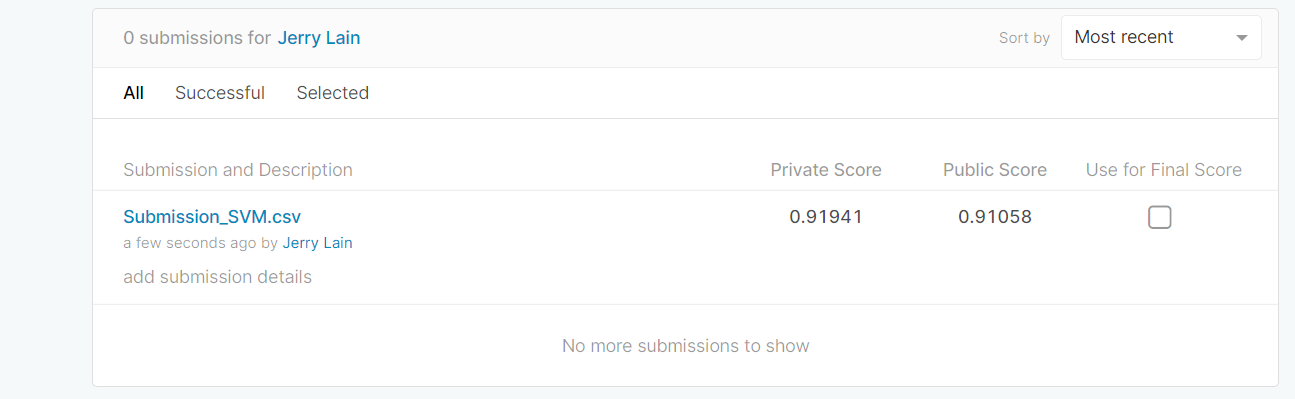 0 submissions for Jerry Lain Sort by Most recent
All Successful Selected
Submission and Description Private Score Public Score Use for Final Score
Submission_SVM.csv 0.91941 0.91058
a few seconds ago by Jerry Lain
add submission details
No more submissions to show